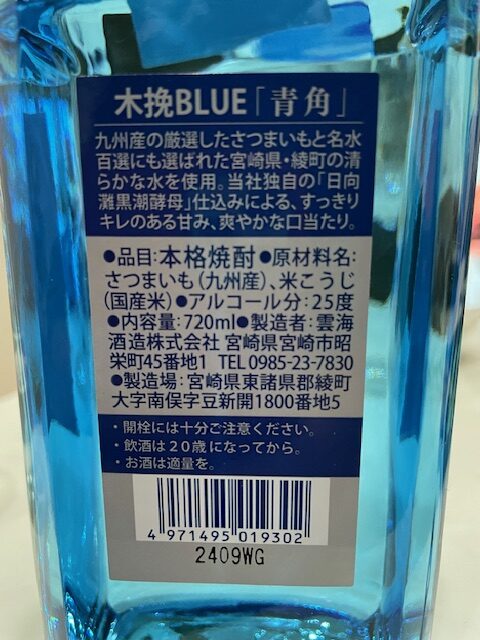 木挽BLUE「青角」
九州産の厳選したさつまいもと名水
百選にも選ばれた宮崎県・綾町の清
らかな水を使用。当社独自の「日向
灘黒潮酵母」仕込みによる、すっきり
キレのある甘み、爽やかな口当たり。
●品目:本格焼酎●原材料名:
さつまいも(九州産)、米こうじ
(国産米)●アルコール分:25度
●内容量:720ml●製造者:雲海
酒造株式会社 宮崎県宮崎市昭
栄町45番地1 TEL 0985-23-7830
●製造場:宮崎県東諸県郡綾町
大字南俣字豆新開1800番地5
・開栓には十分ご注意ください。
・飲酒は20歳になってから。
・お酒は適量を。
4 971495 019302
2409WG